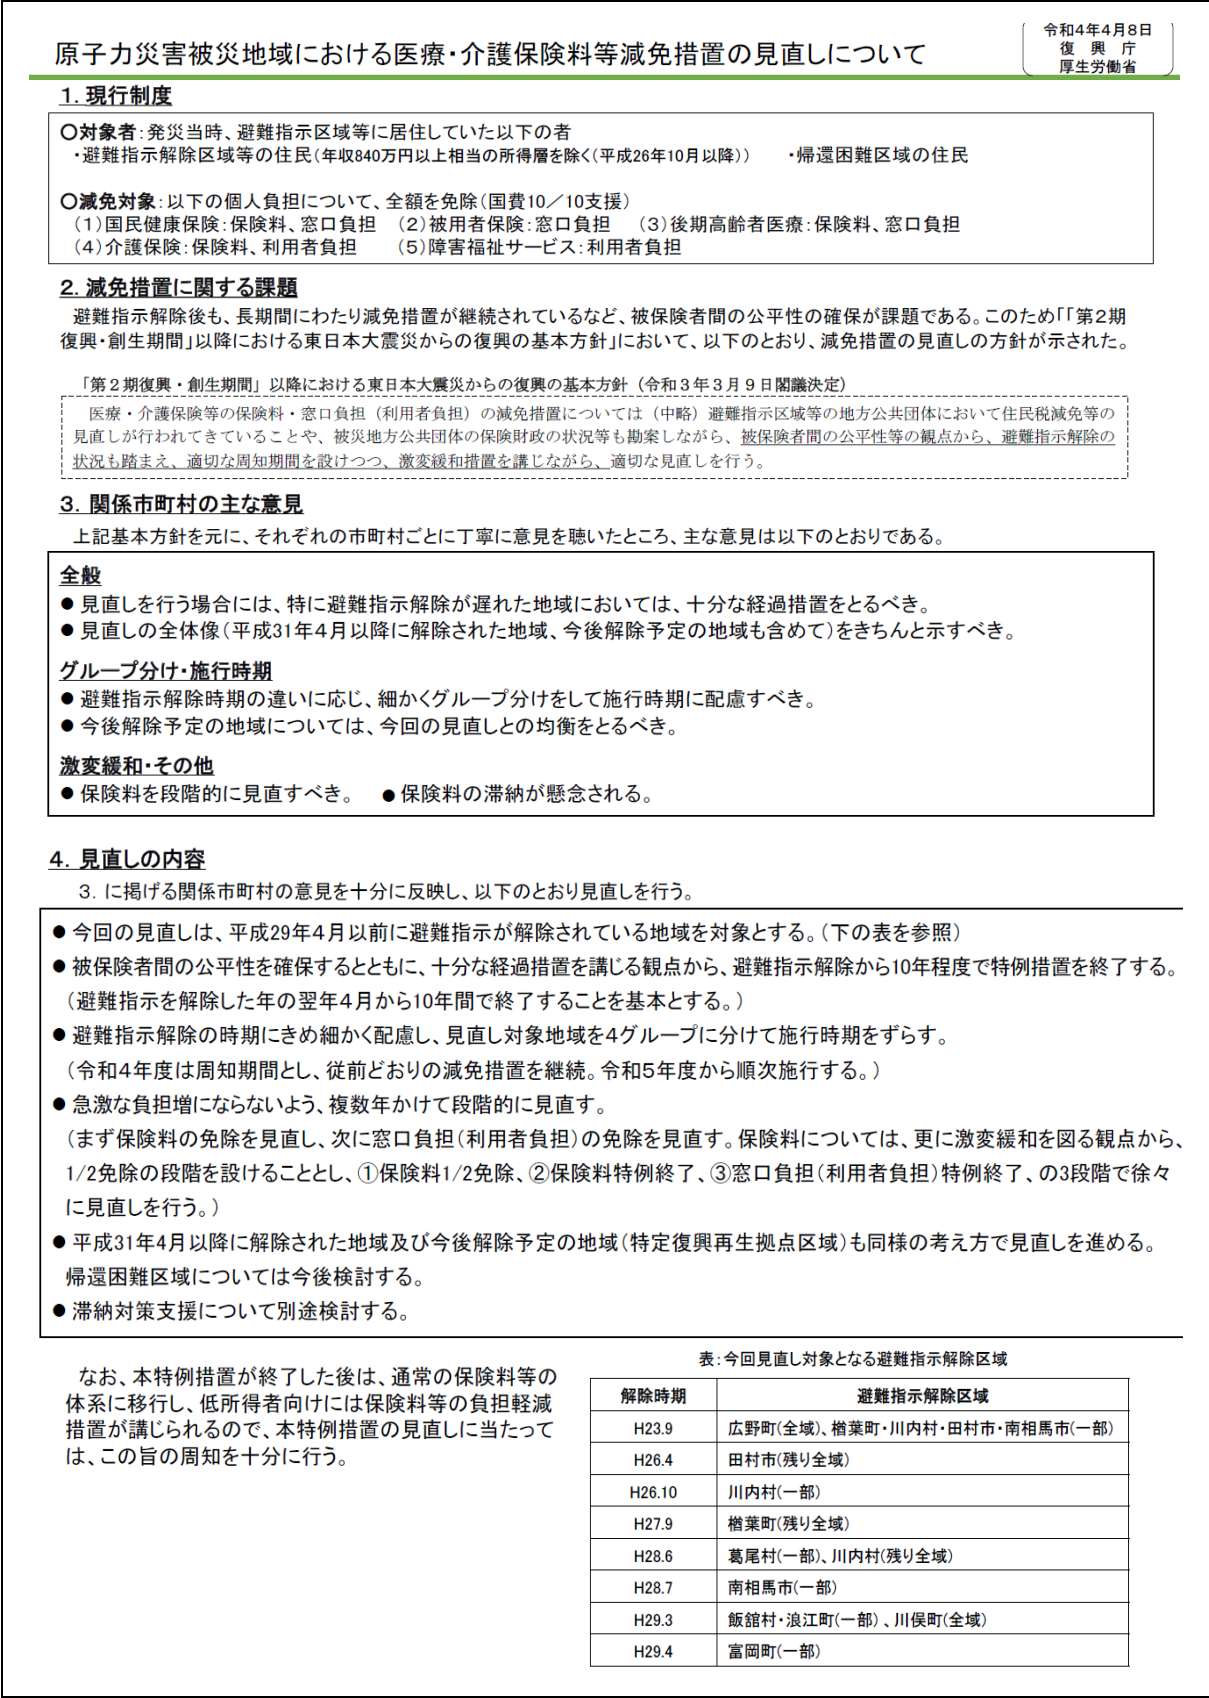 令和4年4月8日
復興庁
厚生労働省
原子力災害被災地域における医療・介護保険料等減免措置の見直しについて
1．現行制度
○対象者：発災当時、避難指示区域等に居住していた以下の者
・避難指示解除区域等の住民（年収840万円以上相当の所得層を除く（平成26年10月以降）） ・帰還困難区域の住民
○減免対象：以下の個人負担について、全額を免除（国費10／10支援）
（1）国民健康保険：保険料、窓口負担 （2）被用者保険：窓口負担 （3）後期高齢者医療：保険料、窓口負担
（4）介護保険：保険料、利用者負担 （5）障害福祉サービス：利用者負担
2．減免措置に関する課題
避難指示解除後も、長期間にわたり減免措置が継続されているなど、被保険者間の公平性の確保が課題である。このため「「第2期
復興・創生期間」以降における東日本大震災からの復興の基本方針」において、以下のとおり、減免措置の見直しの方針が示された。
「第2期復興・創生期間」以降における東日本大震災からの復興の基本方針（令和3年3月9日閣議決定）
医療・介護保険等の保険料・窓口負担（利用者負担）の減免措置については（中略）避難指示区域等の地方公共団体において住民税減免等の
見直しが行われてきていることや、被災地方公共団体の保険財政の状況等も勘案しながら、被保険者間の公平性等の観点から、避難指示解除の
状況も踏まえ、適切な周知期間を設けつつ、激変緩和措置を講じながら、適切な見直しを行う。
3．関係市町村の主な意見
上記基本方針を元に、それぞれの市町村ごとに丁寧に意見を聴いたところ、主な意見は以下のとおりである。
全般
●見直しを行う場合には、特に避難指示解除が遅れた地域においては、十分な経過措置をとるべき。
●見直しの全体像（平成31年4月以降に解除された地域、今後解除予定の地域も含めて）をきちんと示すべき。
グループ分け・施行時期
●避難指示解除時期の違いに応じ、細かくグループ分けをして施行時期に配慮すべき。
●今後解除予定の地域については、今回の見直しとの均衡をとるべき。
激変緩和・その他
●保険料を段階的に見直すべき。 ●保険料の滞納が懸念される。
4．見直しの内容
3．に掲げる関係市町村の意見を十分に反映し、以下のとおり見直しを行う。
●今回の見直しは、平成29年4月以前に避難指示が解除されている地域を対象とする。（下の表を参照）
●被保険者間の公平性を確保するとともに、十分な経過措置を講じる観点から、避難指示解除から10年程度で特例措置を終了する。
（避難指示を解除した年の翌年4月から10年間で終了することを基本とする。）
●避難指示解除の時期にきめ細かく配慮し、見直し対象地域を4グループに分けて施行時期をずらす。
（令和4年度は周知期間とし、従前どおりの減免措置を継続。令和5年度から順次施行する。）
●急激な負担増にならないよう、複数年かけて段階的に見直す。
（まず保険料の免除を見直し、次に窓口負担（利用者負担）の免除を見直す。保険料については、更に激変緩和を図る観点から、
1/2免除の段階を設けることとし、①保険料1/2免除、②保険料特例終了、③窓口負担（利用者負担）特例終了、の3段階で徐々
に見直しを行う。）
●平成31年4月以降に解除された地域及び今後解除予定の地域（特定復興再生拠点区域）も同様の考え方で見直しを進める。
帰還困難区域については今後検討する。
●滞納対策支援について別途検討する。
なお、本特例措置が終了した後は、通常の保険料等の
体系に移行し、低所得者向けには保険料等の負担軽減
措置が講じられるので、本特例措置の見直しに当たって
は、この旨の周知を十分に行う。
表：今回見直し対象となる避難指示解除区域
解除時期 避難指示解除区域
H23.9 広野町(全域)、楢葉町・川内村・田村市・南相馬市(一部)
H26.4 田村市(残り全域)
H26.10 川内村(一部)
H27.9 楢葉町(残り全域)
H28.6 葛尾村(一部)、川内村(残り全域)
H28.7 南相馬市(一部)
H29.3 飯舘村・浪江町(一部)、川俣町(全域)
H29.4 富岡町(一部)